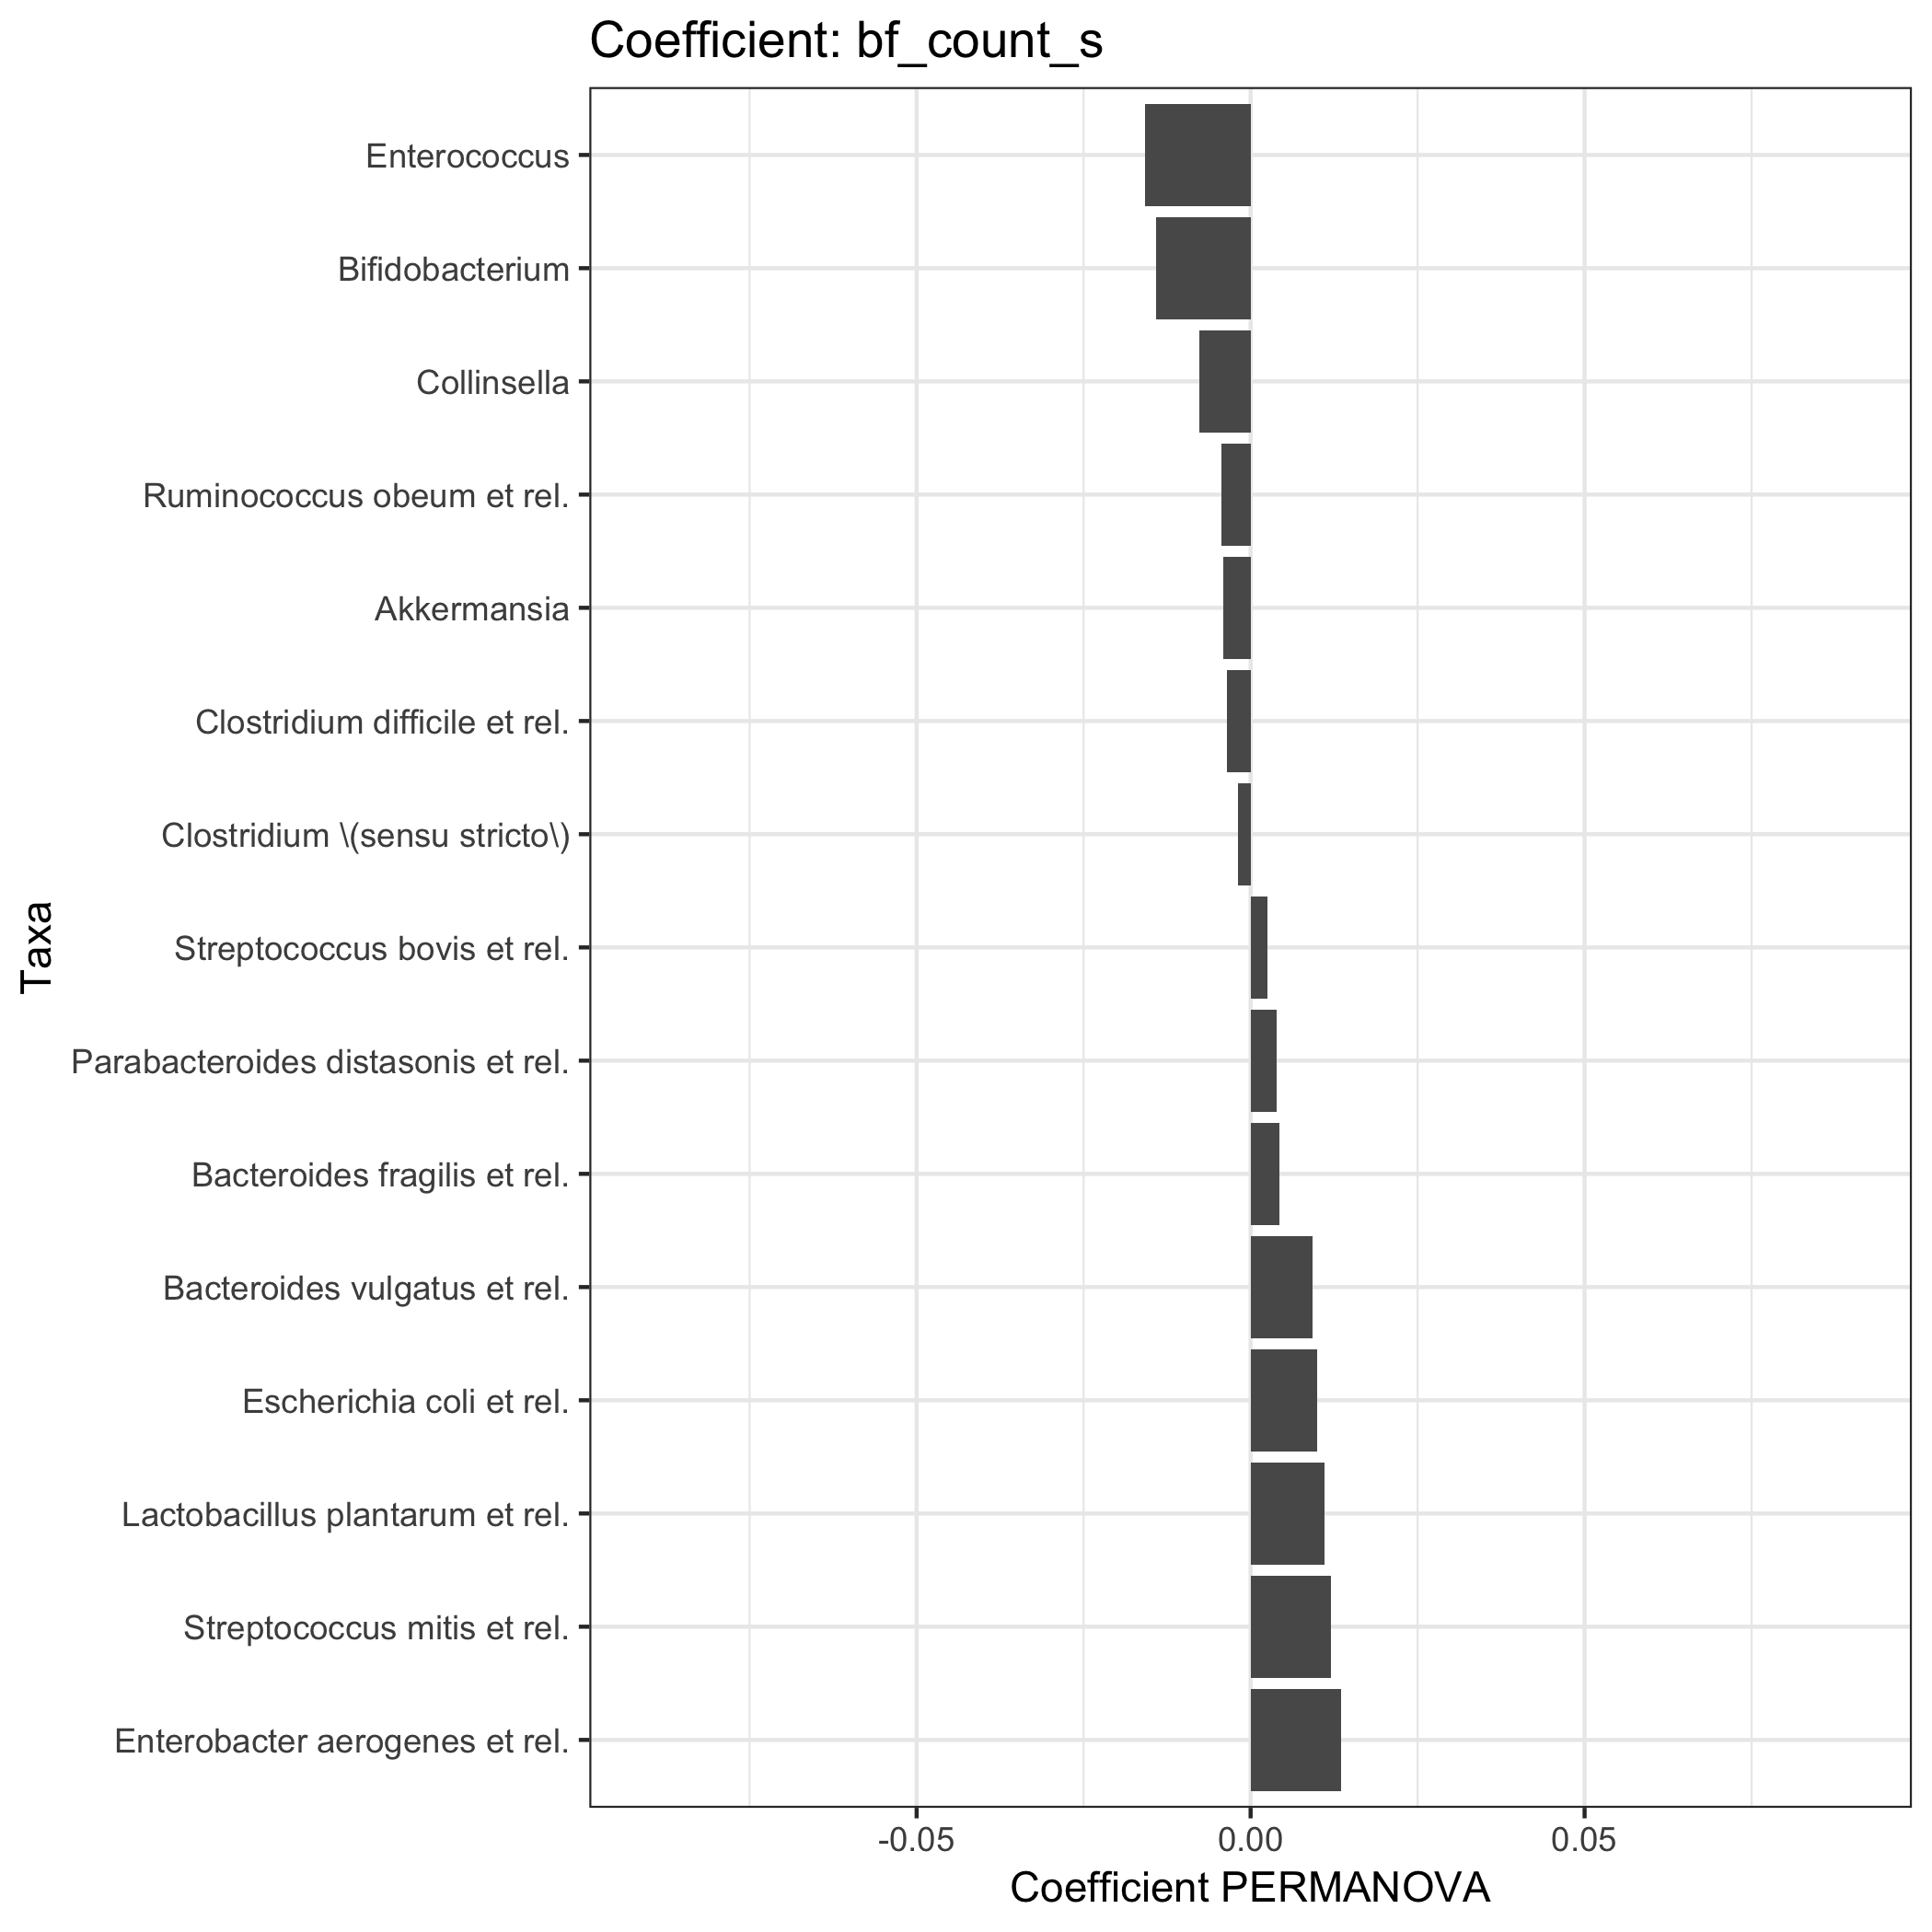 Coefficient: bf_count_s
Enterococcus
Bifidobacterium
Collinsella
Ruminococcus obeum et rel.
Akkermansia
Clostridium difficile et rel.
Clostridium \(sensu stricto\)
Streptococcus bovis et rel.
Parabacteroides distasonis et rel.
Bacteroides fragilis et rel.
Bacteroides vulgatus et rel.
Escherichia coli et rel.
Lactobacillus plantarum et rel.
Streptococcus mitis et rel.
Enterobacter aerogenes et rel.
Taxa
-0.05 0.00 0.05
Coefficient PERMANOVA